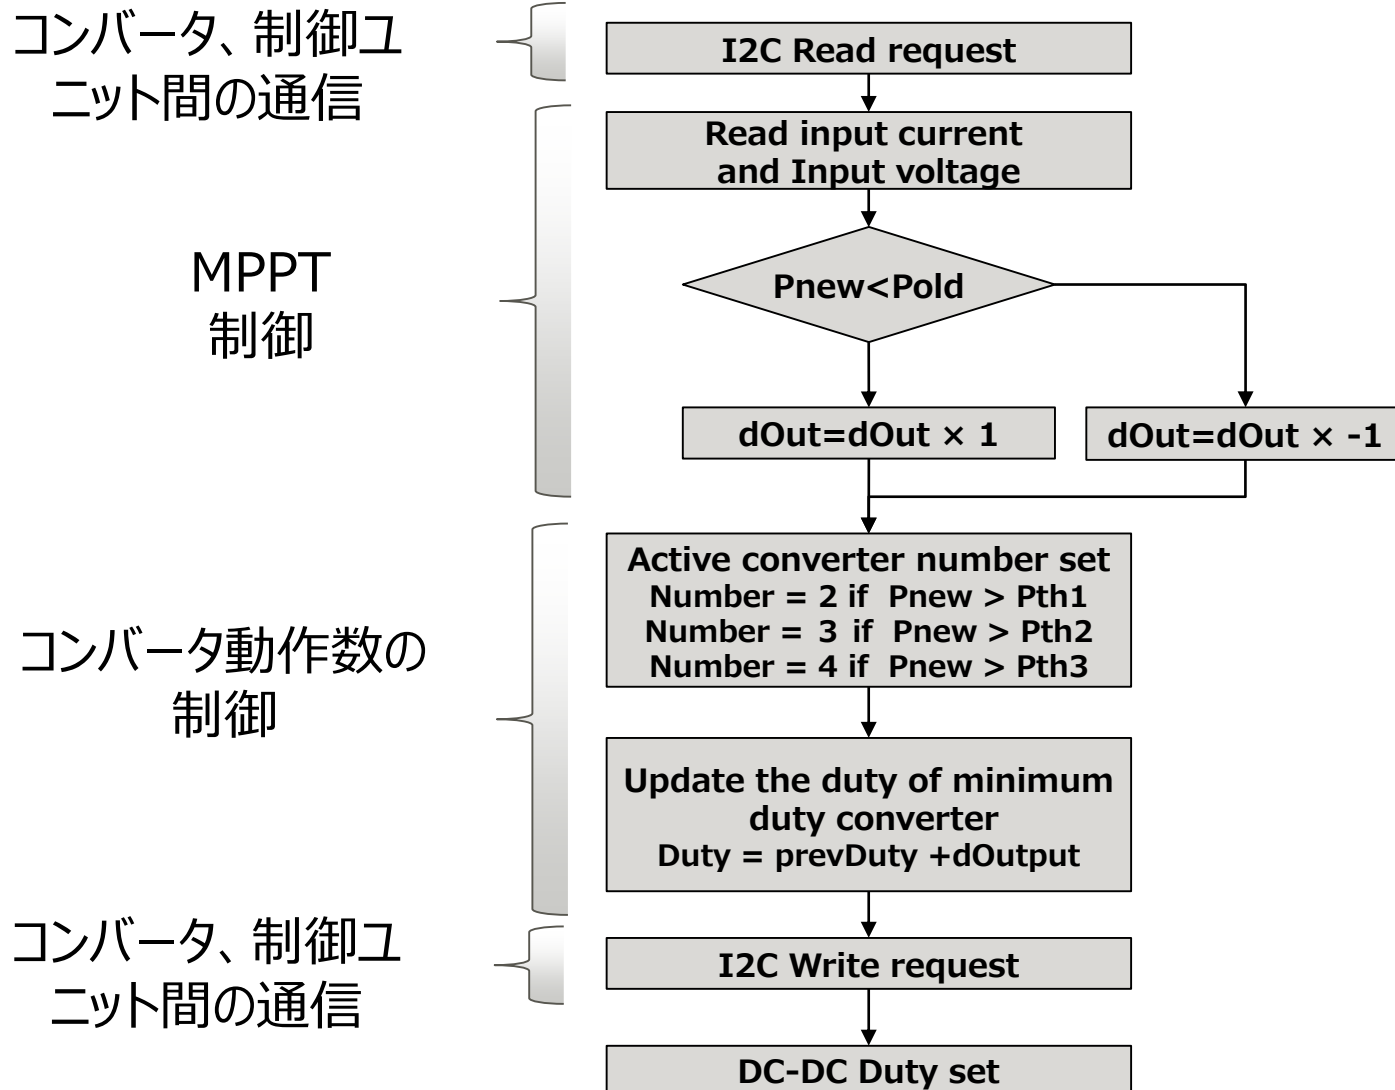 コンバータ、制御ユ
ニット間の通信
I2C Read request
Read input current
and Input voltage
MPPT
制御
Pnew<Pold
dOut=dOut × 1
dOut=dOut × -1
コンバータ動作数の
制御
Active converter number set
Number = 2 if Pnew > Pth1
Number = 3 if Pnew > Pth2
Number = 4 if Pnew > Pth3
Update the duty of minimum
duty converter
Duty = prevDuty +dOutput
コンバータ、制御ユ
ニット間の通信
I2C Write request
DC-DC Duty set